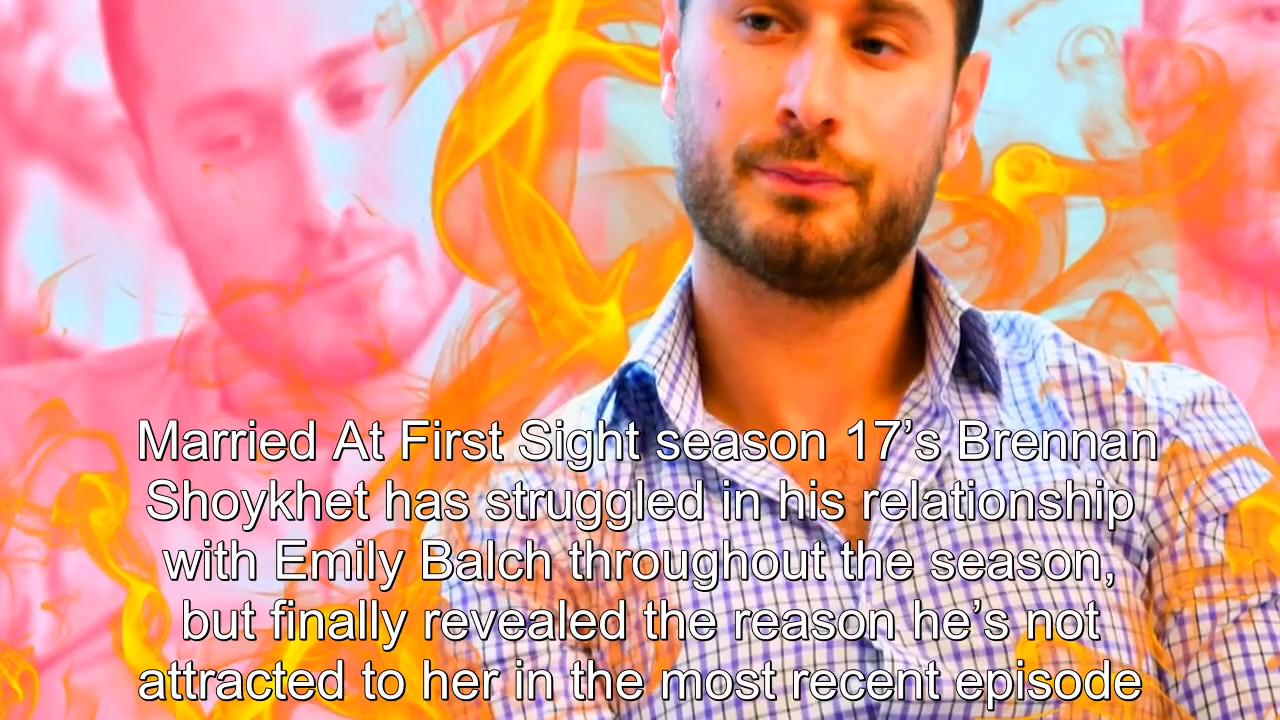 Married At First Sight season 17’s Brennan
Shoykhet has struggled in his relationship
with Emily Balch throughout the season,
but finally revealed the reason he’s not
attracted to her in the most recent episode